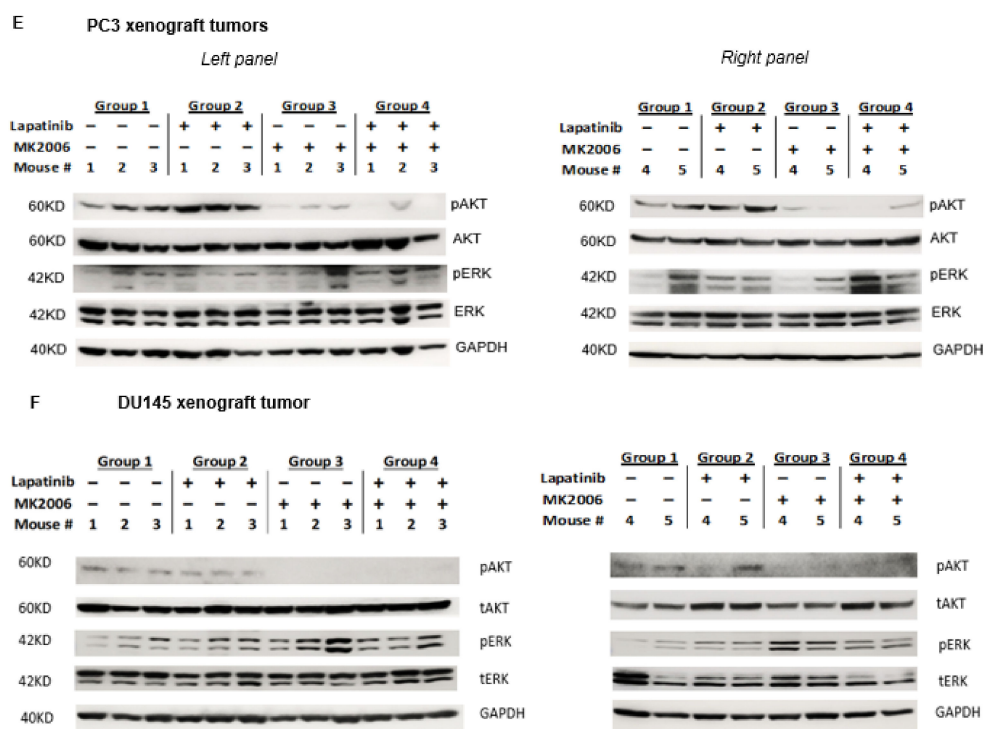 E PC3 xenograft tumors
Left panel Right panel
Group 1 Group 2 Group 3 Group 4
Lapatinib – – – + + + – – – + + +
MK2006 – – – – – – + + + + + +
Mouse # 1 2 3 1 2 3 1 2 3 1 2 3
60KD pAKT
60KD AKT
42KD pERK
42KD ERK
40KD GAPDH
Group 1 Group 2 Group 3 Group 4
Lapatinib – – + + – – + +
MK2006 – – – – + + + +
Mouse # 4 5 4 5 4 5 4 5
60KD pAKT
60KD AKT
42KD pERK
42KD ERK
40KD GAPDH
F DU145 xenograft tumor
Group 1 Group 2 Group 3 Group 4
Lapatinib – – – + + + – – – + + +
MK2006 – – – – – – + + + + + +
Mouse # 1 2 3 1 2 3 1 2 3 1 2 3
60KD pAKT
60KD tAKT
42KD pERK
42KD tERK
40KD GAPDH
Group 1 Group 2 Group 3 Group 4
Lapatinib – – + + – – + +
MK2006 – – – – + + + +
Mouse # 4 5 4 5 4 5 4 5
pAKT
tAKT
pERK
tERK
GAPDH